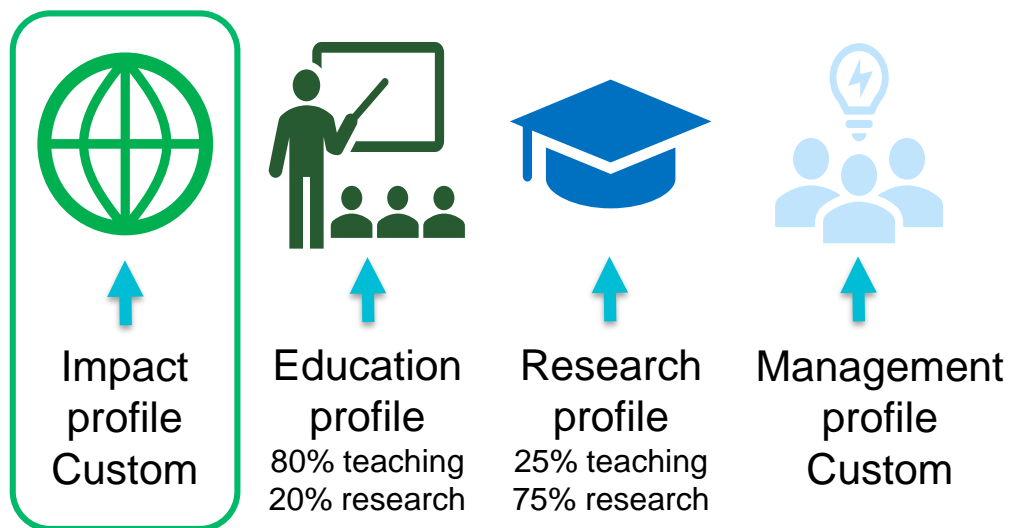 Impact
profile
Custom
Education
profile
80% teaching
20% research
Research
profile
25% teaching
75% research
Management
profile
Custom